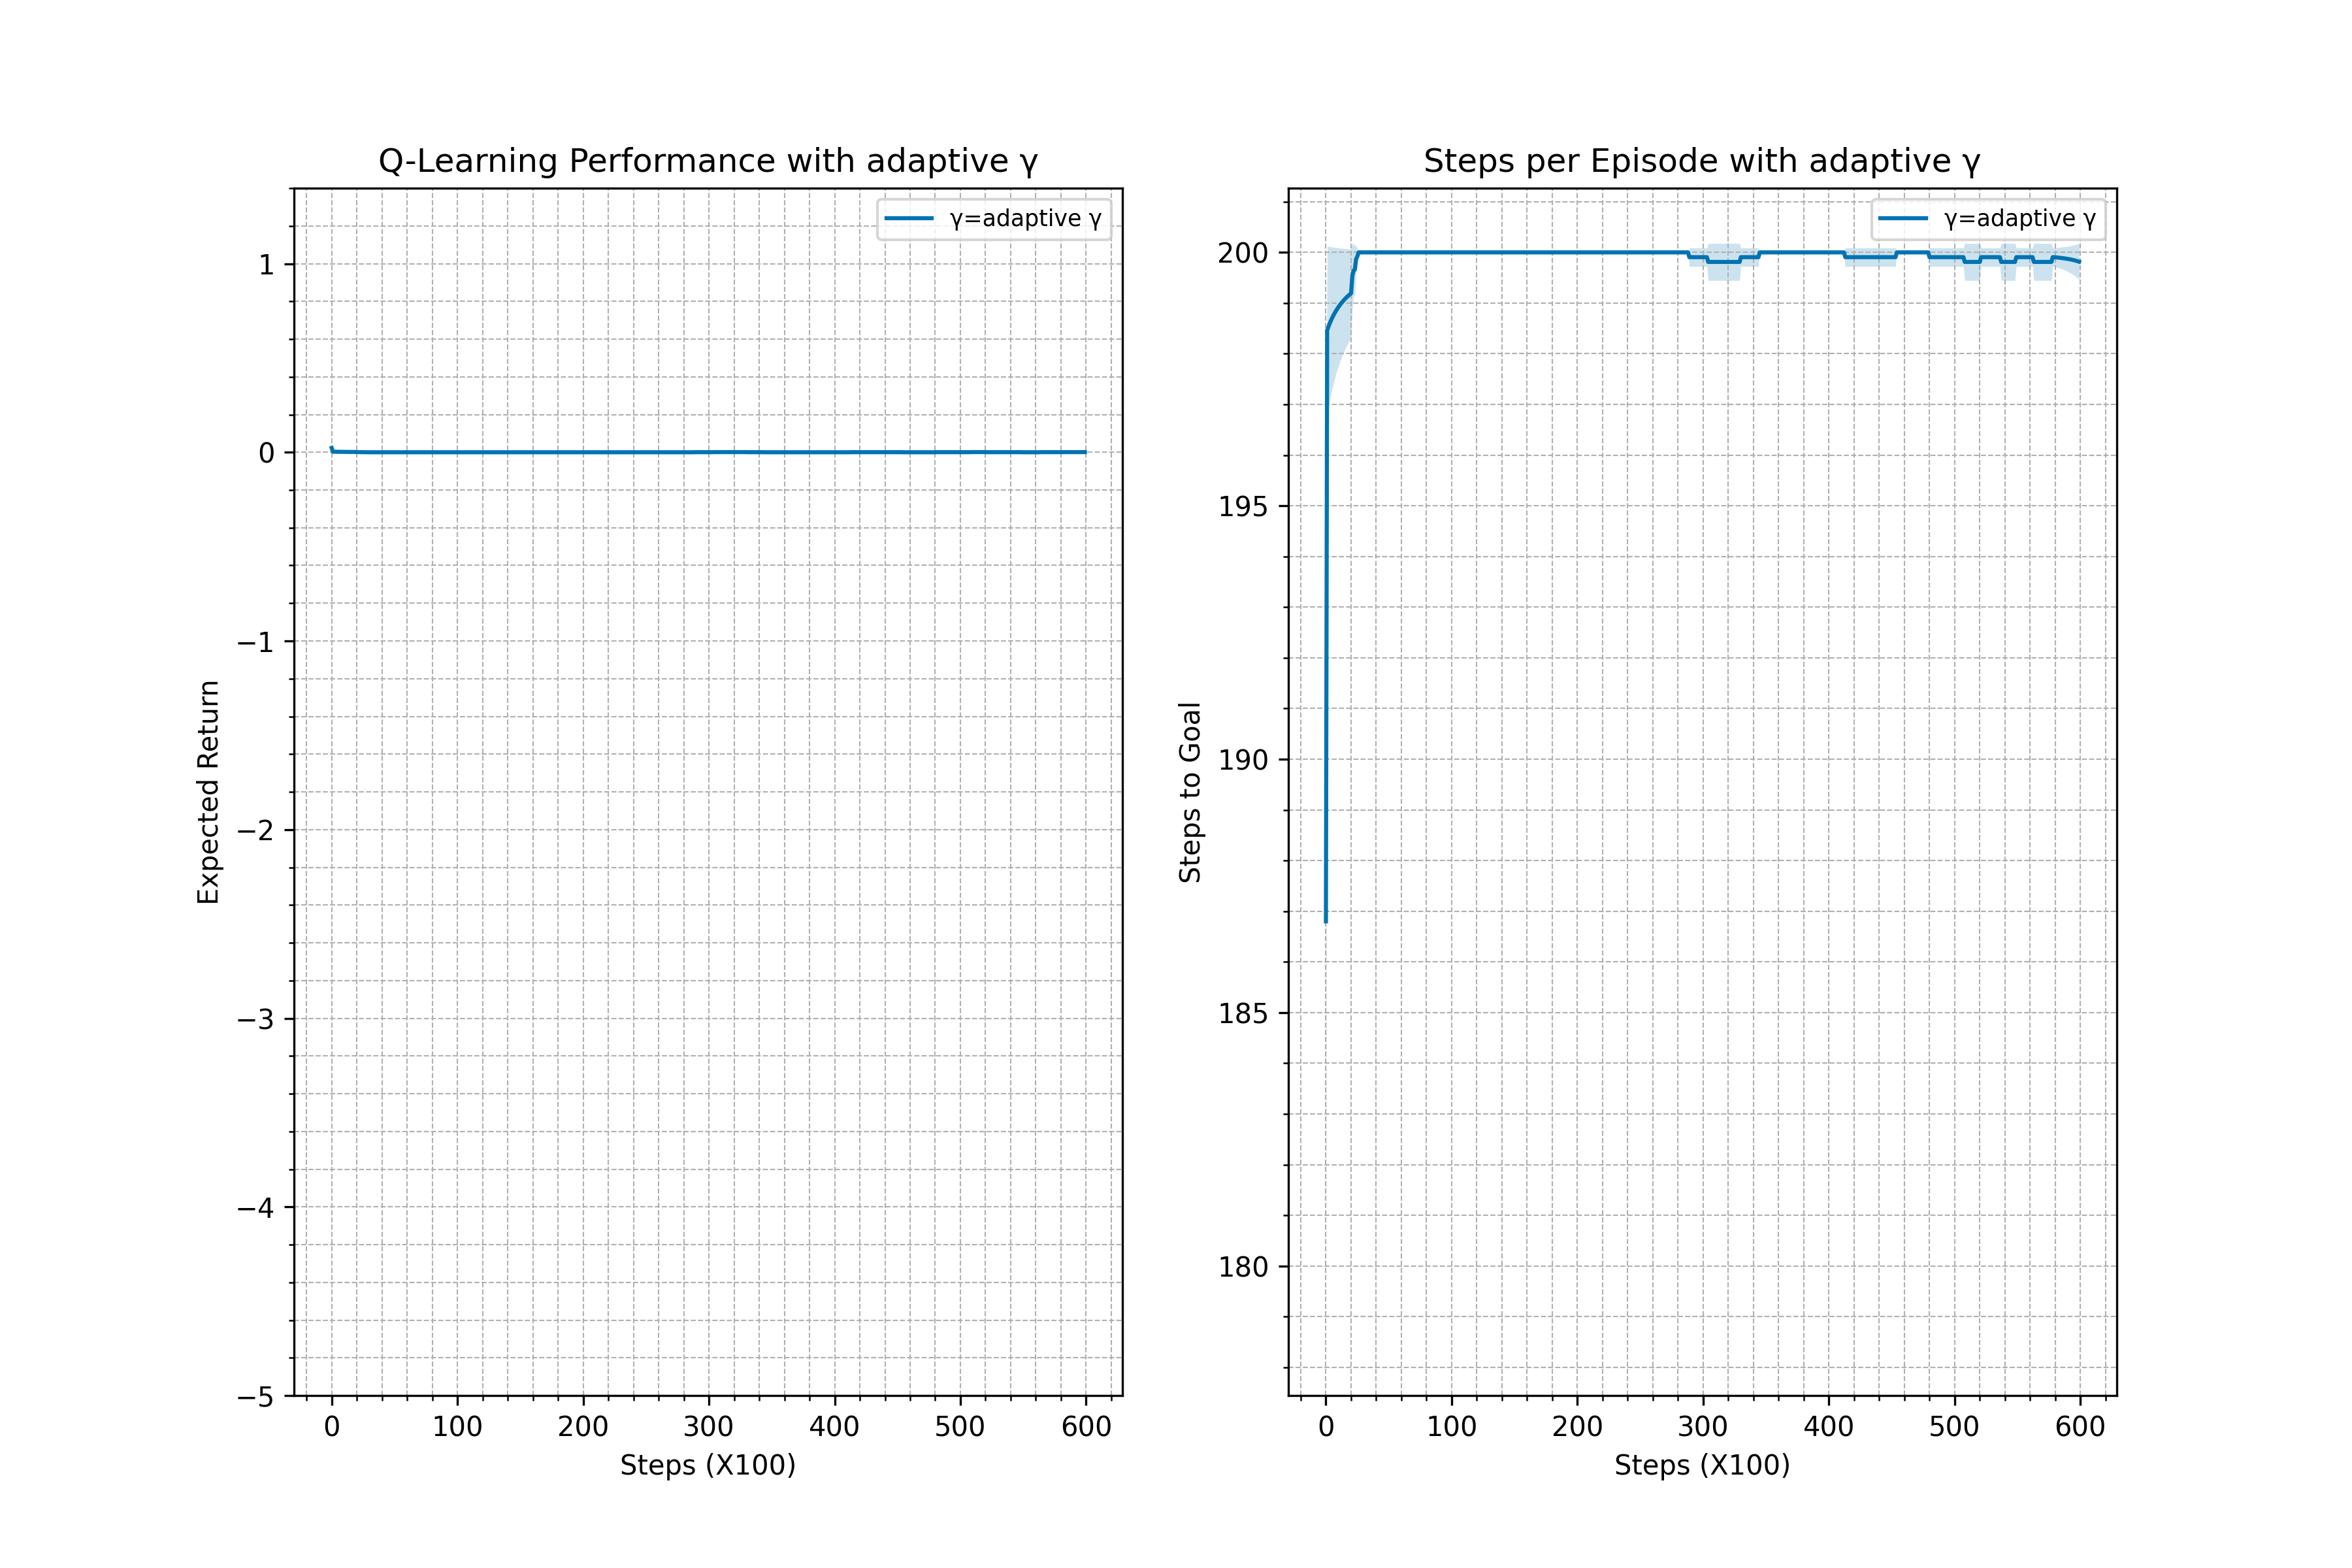 Q-Learning Performance with adaptive γ
γ=adaptive γ
1
0
−1
−2
−3
−4
−5
Expected Return
0 100 200 300 400 500 600
Steps (X100)
Steps per Episode with adaptive γ
γ=adaptive γ
200
195
190
185
180
Steps to Goal
0 100 200 300 400 500 600
Steps (X100)